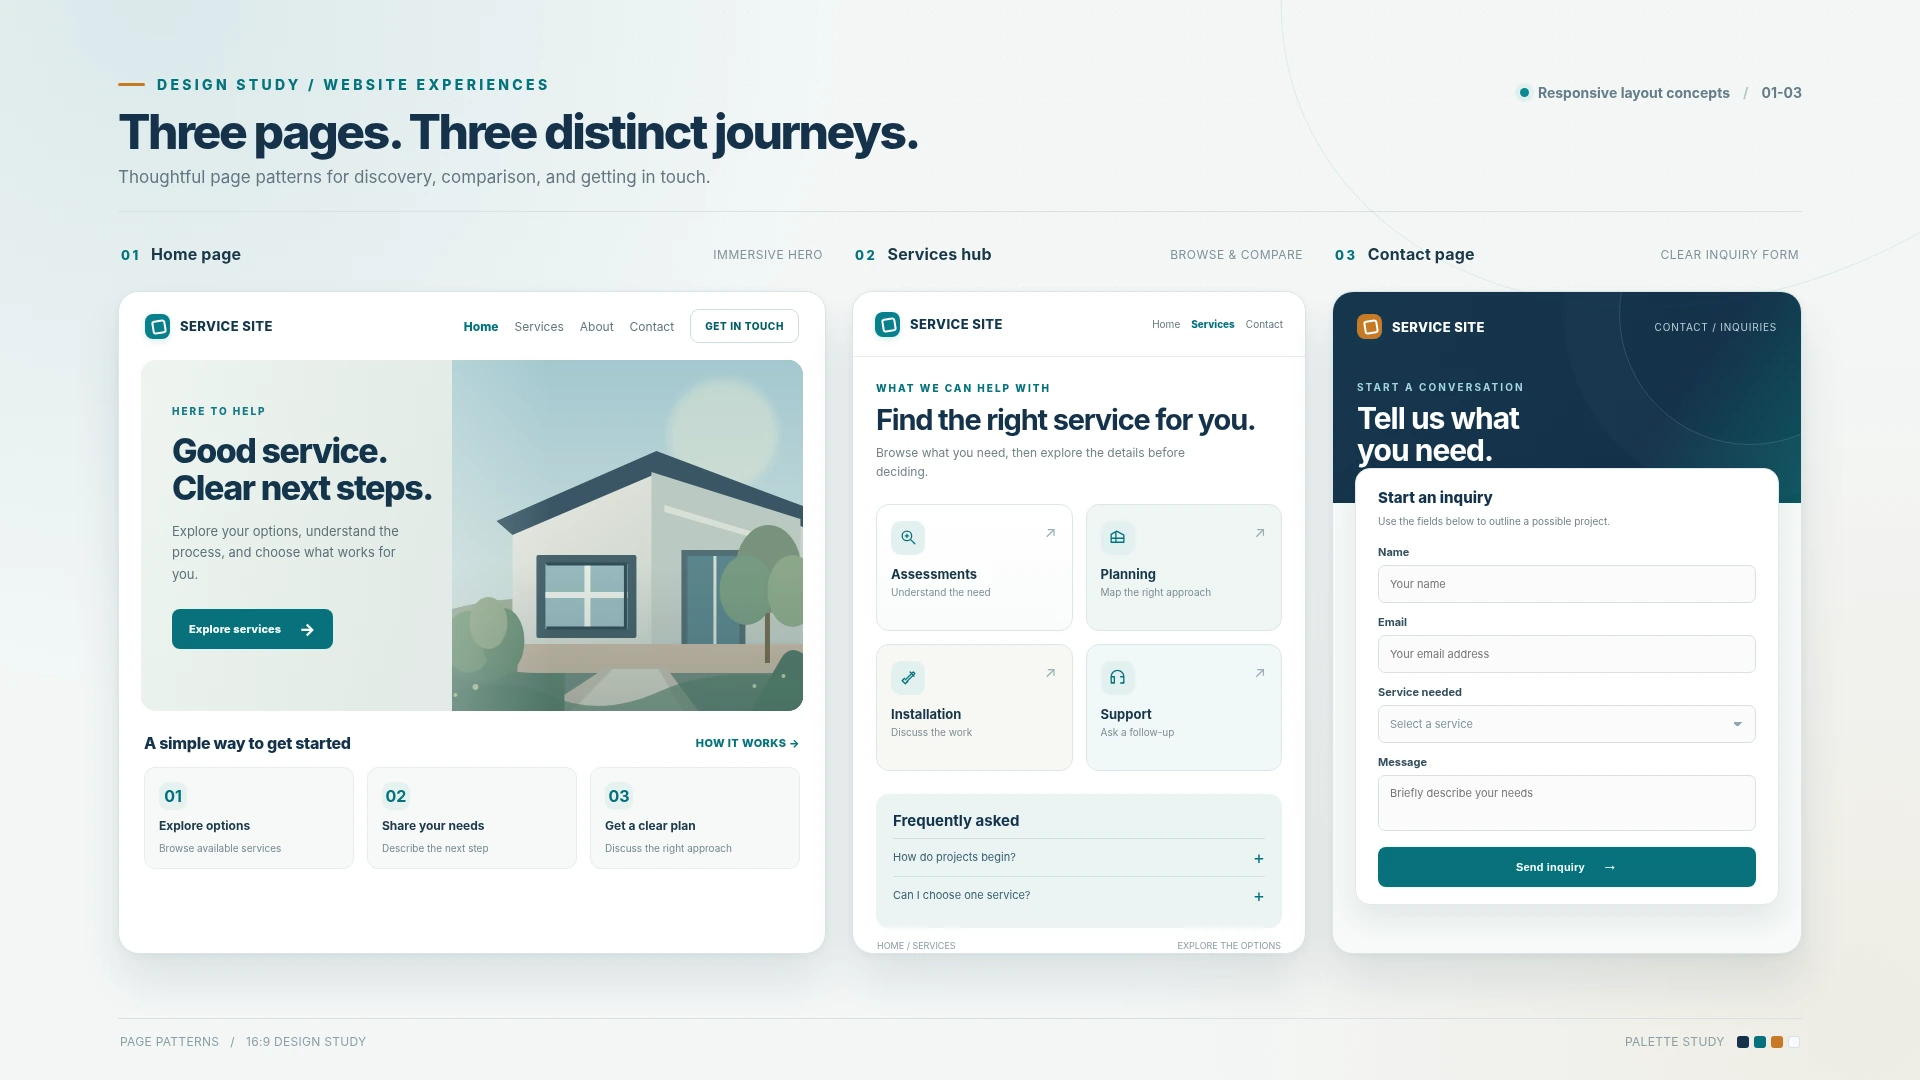 DESIGN STUDY / WEBSITE EXPERIENCES
Responsive layout concepts / 01-03
Three pages. Three distinct journeys.
Thoughtful page patterns for discovery, comparison, and getting in touch.
01 Home page IMMERSIVE HERO
SERVICE SITE
Home Services About Contact GET IN TOUCH
HERE TO HELP
Good service.
Clear next steps.
Explore your options, understand the
process, and choose what works for
you.
Explore services →
A simple way to get started
HOW IT WORKS →
01
Explore options
Browse available services
02
Share your needs
Describe the next step
03
Get a clear plan
Discuss the right approach
02 Services hub BROWSE & COMPARE
SERVICE SITE
Home Services Contact
WHAT WE CAN HELP WITH
Find the right service for you.
Browse what you need, then explore the details before
deciding.
Assessments
Understand the need
Planning
Map the right approach
Installation
Discuss the work
Support
Ask a follow-up
Frequently asked
How do projects begin? +
Can I choose one service? +
HOME / SERVICES EXPLORE THE OPTIONS
03 Contact page CLEAR INQUIRY FORM
SERVICE SITE
CONTACT / INQUIRIES
START A CONVERSATION
Tell us what
you need.
Start an inquiry
Use the fields below to outline a possible project.
Name
Your name
Email
Your email address
Service needed
Select a service
Message
Briefly describe your needs
Send inquiry →
PAGE PATTERNS / 16:9 DESIGN STUDY
PALETTE STUDY